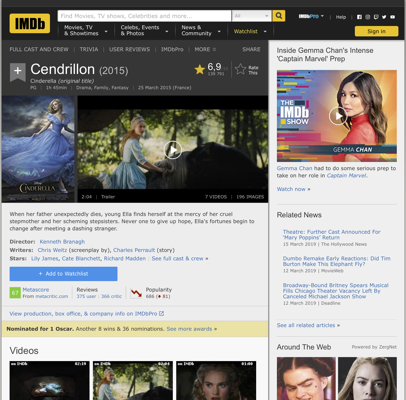 IMDb
Find Movies, TV shows, Celebrities and more...
All
IMDbPro
Help
Movies, TV & Showtimes
Celebs, Events & Photos
News & Community
Watchlist
Sign in
FULL CAST AND CREW | TRIVIA | USER REVIEWS | IMDbPro | MORE
SHARE
Cendrillon (2015)
Cinderella (original title)
PG | 1h 45min | Drama, Family, Fantasy | 25 March 2015 (France)
6,9
Rate This
CINDERELLA
2:04 | Trailer
7 VIDEOS | 196 IMAGES
When her father unexpectedly dies, young Ella finds herself at the mercy of her cruel
stepmother and her scheming stepsisters. Never one to give up hope, Ella's fortunes begin to
change after meeting a dashing stranger.
Director: Kenneth Branagh
Writers: Chris Weitz (screenplay by), Charles Perrault (story)
Stars: Lily James, Cate Blanchett, Richard Madden | See full cast & crew »
+ Add to Watchlist
67
Metascore
From metacritic.com
Reviews
375 user | 366 critic
Popularity
686 (81)
View production, box office, & company info on IMDbPro
Nominated for 1 Oscar. Another 8 wins & 36 nominations. See more awards »
Videos
Inside Gemma Chan's Intense
'Captain Marvel' Prep
THE IMDb SHOW
GEMMA CHAN
Gemma Chan had to do some serious prep to
take on her role in Captain Marvel.
Watch now »
Related News
Theatre: Further Cast Announced For
'Mary Poppins' Return
15 March 2019 | The Hollywood News
Dumbo Remake Early Reactions: Did Tim
Burton Make This Elephant Fly?
12 March 2019 | MovieWeb
Broadway-Bound Britney Spears Musical
Fills Chicago Theater Vacancy Left By
Canceled Michael Jackson Show
12 March 2019 | Deadline
See all related articles »
Around The Web
Powered by ZergNet